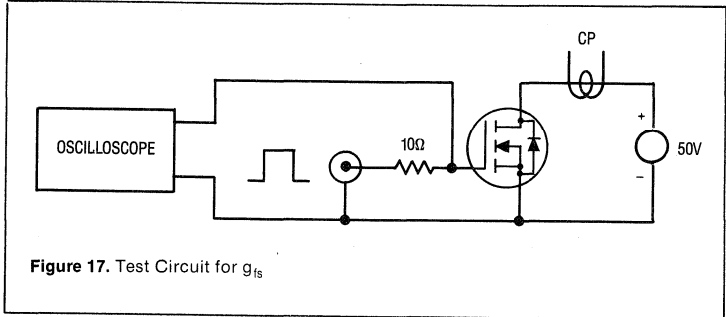 CP
OSCILLOSCOPE
10Ω
+
50V
−
Figure 17. Test Circuit for gfs